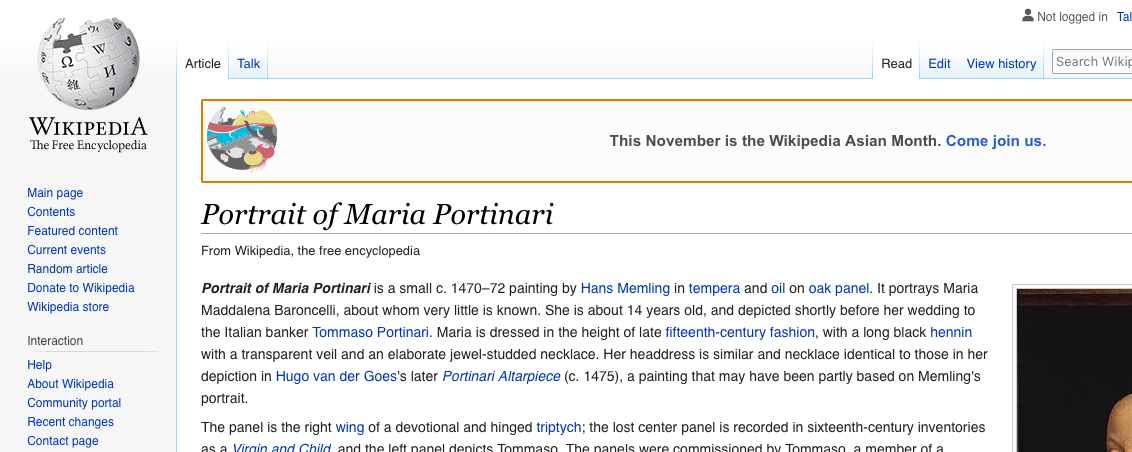 Not logged in
Article Talk Read Edit View history
Ω W И 維
WIKIPEDIA
The Free Encyclopedia
This November is the Wikipedia Asian Month. Come join us.
Main page
Contents
Featured content
Current events
Random article
Donate to Wikipedia
Wikipedia store
Interaction
Help
About Wikipedia
Community portal
Recent changes
Contact page
Portrait of Maria Portinari
From Wikipedia, the free encyclopedia
Portrait of Maria Portinari is a small c. 1470–72 painting by Hans Memling in tempera and oil on oak panel. It portrays Maria
Maddalena Baroncelli, about whom very little is known. She is about 14 years old, and depicted shortly before her wedding to
the Italian banker Tommaso Portinari. Maria is dressed in the height of late fifteenth-century fashion, with a long black hennin
with a transparent veil and an elaborate jewel-studded necklace. Her headdress is similar and necklace identical to those in her
depiction in Hugo van der Goes's later Portinari Altarpiece (c. 1475), a painting that may have been partly based on Memling's
portrait.
The panel is the right wing of a devotional and hinged triptych; the lost center panel is recorded in sixteenth-century inventories
as a Virgin and Child, and the left panel depicts Tommaso. The panels were commissioned by Tommaso, a member of a